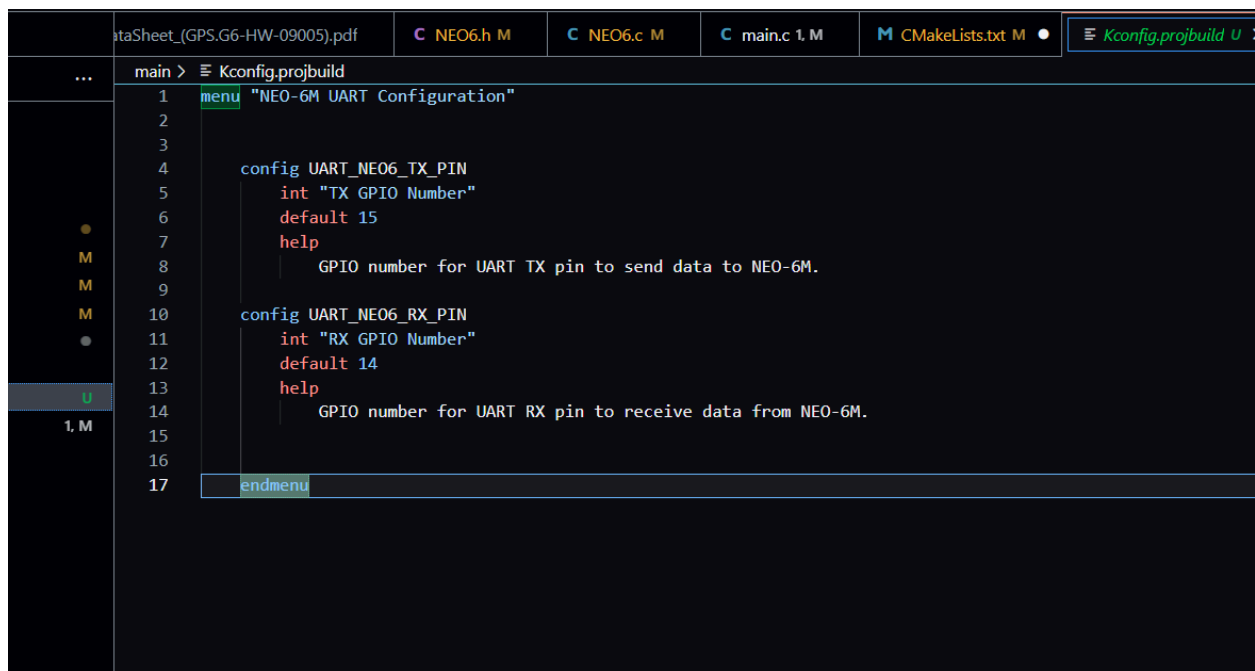 ataSheet_(GPS.G6-HW-09005).pdf
C NEO6.h M
C NEO6.c M
C main.c 1, M
M CMakeLists.txt M ●
Kconfig.projbuild U
...
main > Kconfig.projbuild
1 menu "NEO-6M UART Configuration"
2
3
4 config UART_NEO6_TX_PIN
5 int "TX GPIO Number"
6 default 15
7 help
8 GPIO number for UART TX pin to send data to NEO-6M.
M
9
M
10 config UART_NEO6_RX_PIN
11 int "RX GPIO Number"
M
12 default 14
13 help
U
14 GPIO number for UART RX pin to receive data from NEO-6M.
1, M
15
16
17 endmenu